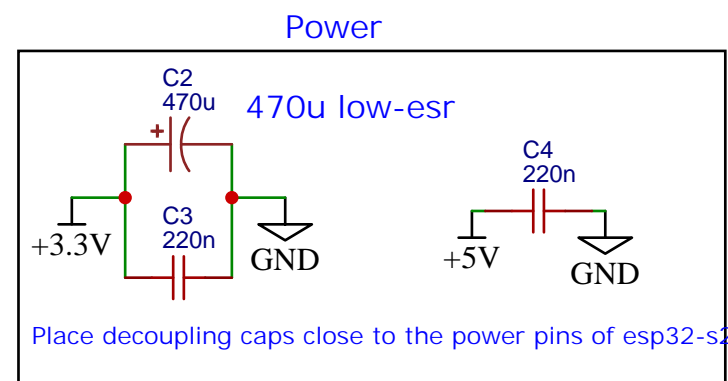 Power
C2
470u
470u low-esr
+
C3
220n
+3.3V
GND
C4
220n
+5V
GND
Place decoupling caps close to the power pins of esp32-s2